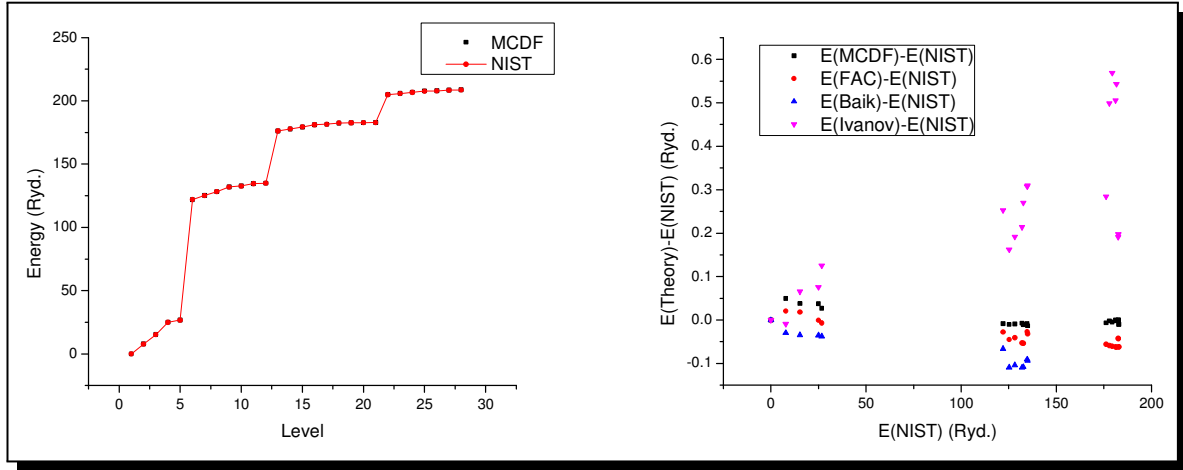 MCDF
NIST
250
200
150
100
50
0
Energy (Ryd.)
0 5 10 15 20 25 30
Level
E(MCDF)-E(NIST)
E(FAC)-E(NIST)
E(Baik)-E(NIST)
E(Ivanov)-E(NIST)
0.6
0.5
0.4
0.3
0.2
0.1
0.0
-0.1
E(Theory)-E(NIST) (Ryd.)
0 50 100 150 200
E(NIST) (Ryd.)